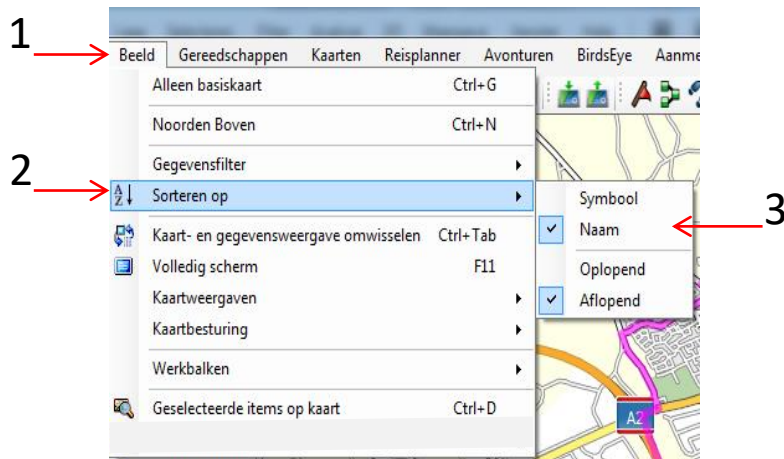 1
Beeld Gereedschappen Kaarten Reisplanner Avonturen BirdsEye Aanme
Alleen basiskaart Ctrl+G
Noorden Boven Ctrl+N
Gegevensfilter
2
Sorteren op
Symbool
3
Naam
Oplopend
Aflopend
Kaart- en gegevensweergave omwisselen Ctrl+Tab
Volledig scherm F11
Kaartweergaven
Kaartbesturing
Werkbalken
Geselecteerde items op kaart Ctrl+D
A2